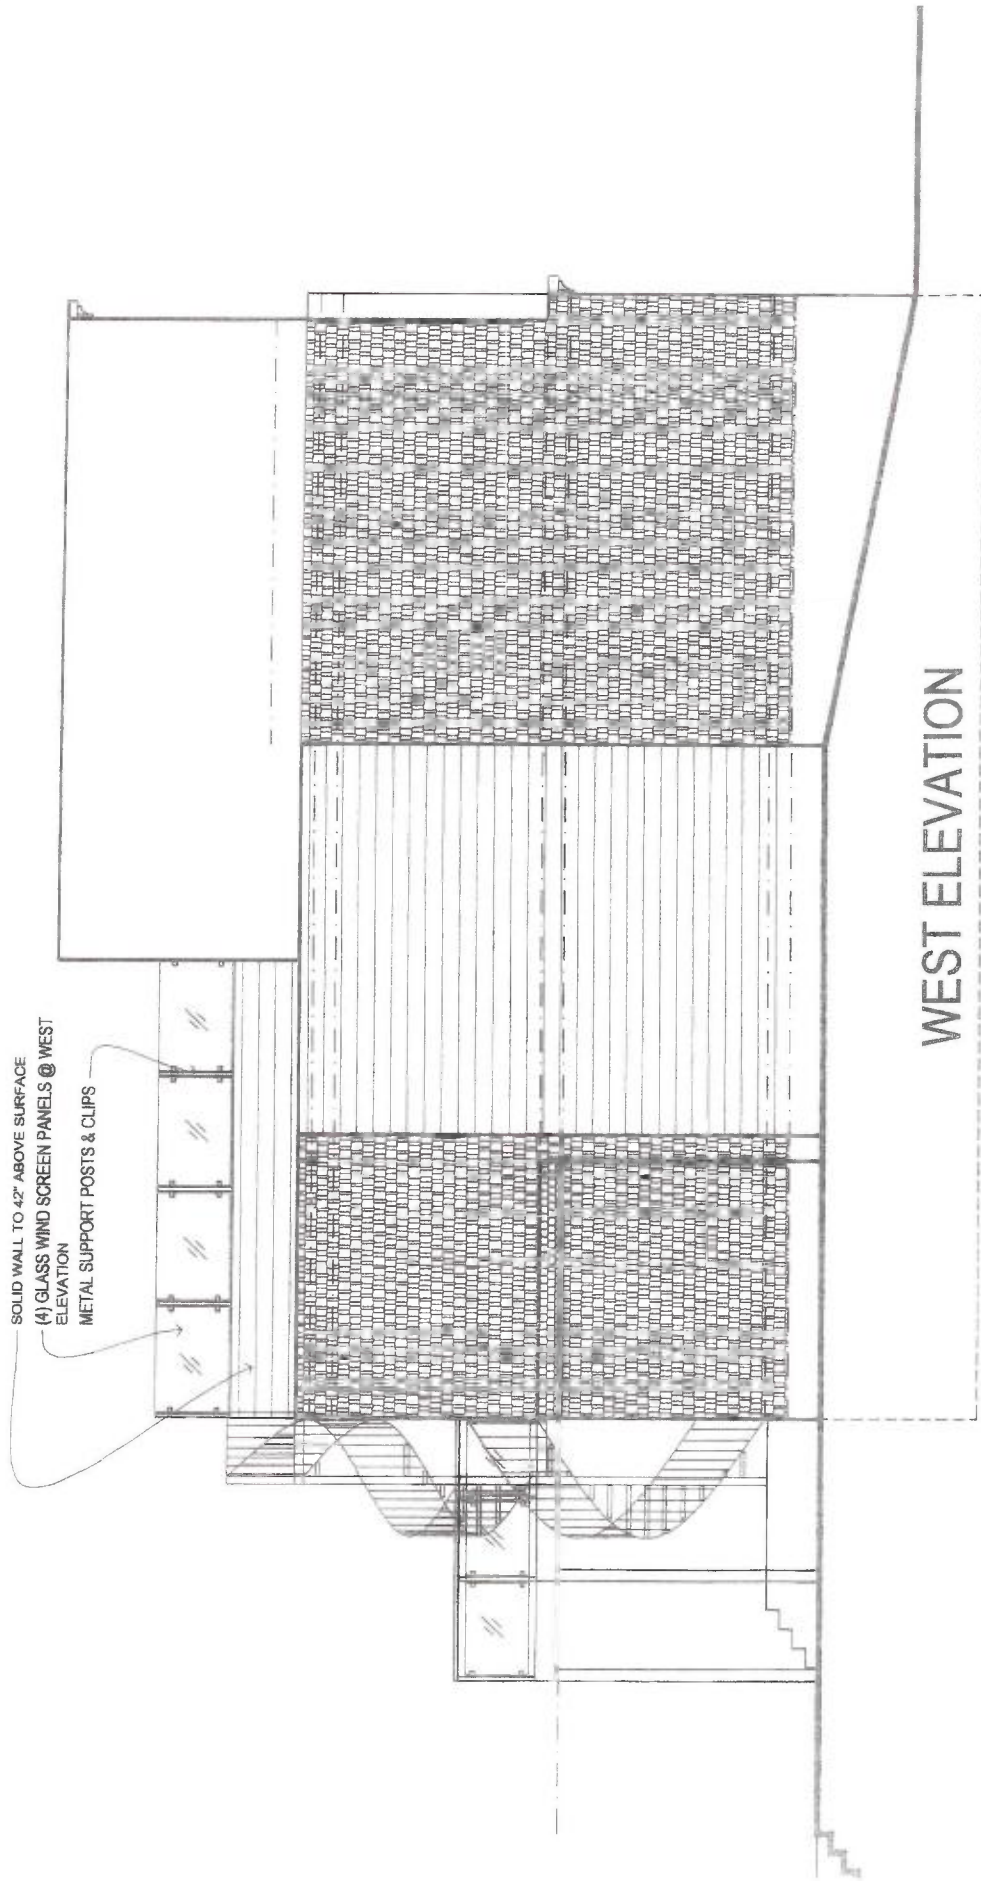 SOLID WALL TO 42" ABOVE SURFACE
(4) GLASS WIND SCREEN PANELS @ WEST
ELEVATION
METAL SUPPORT POSTS & CLIPS
WEST ELEVATION